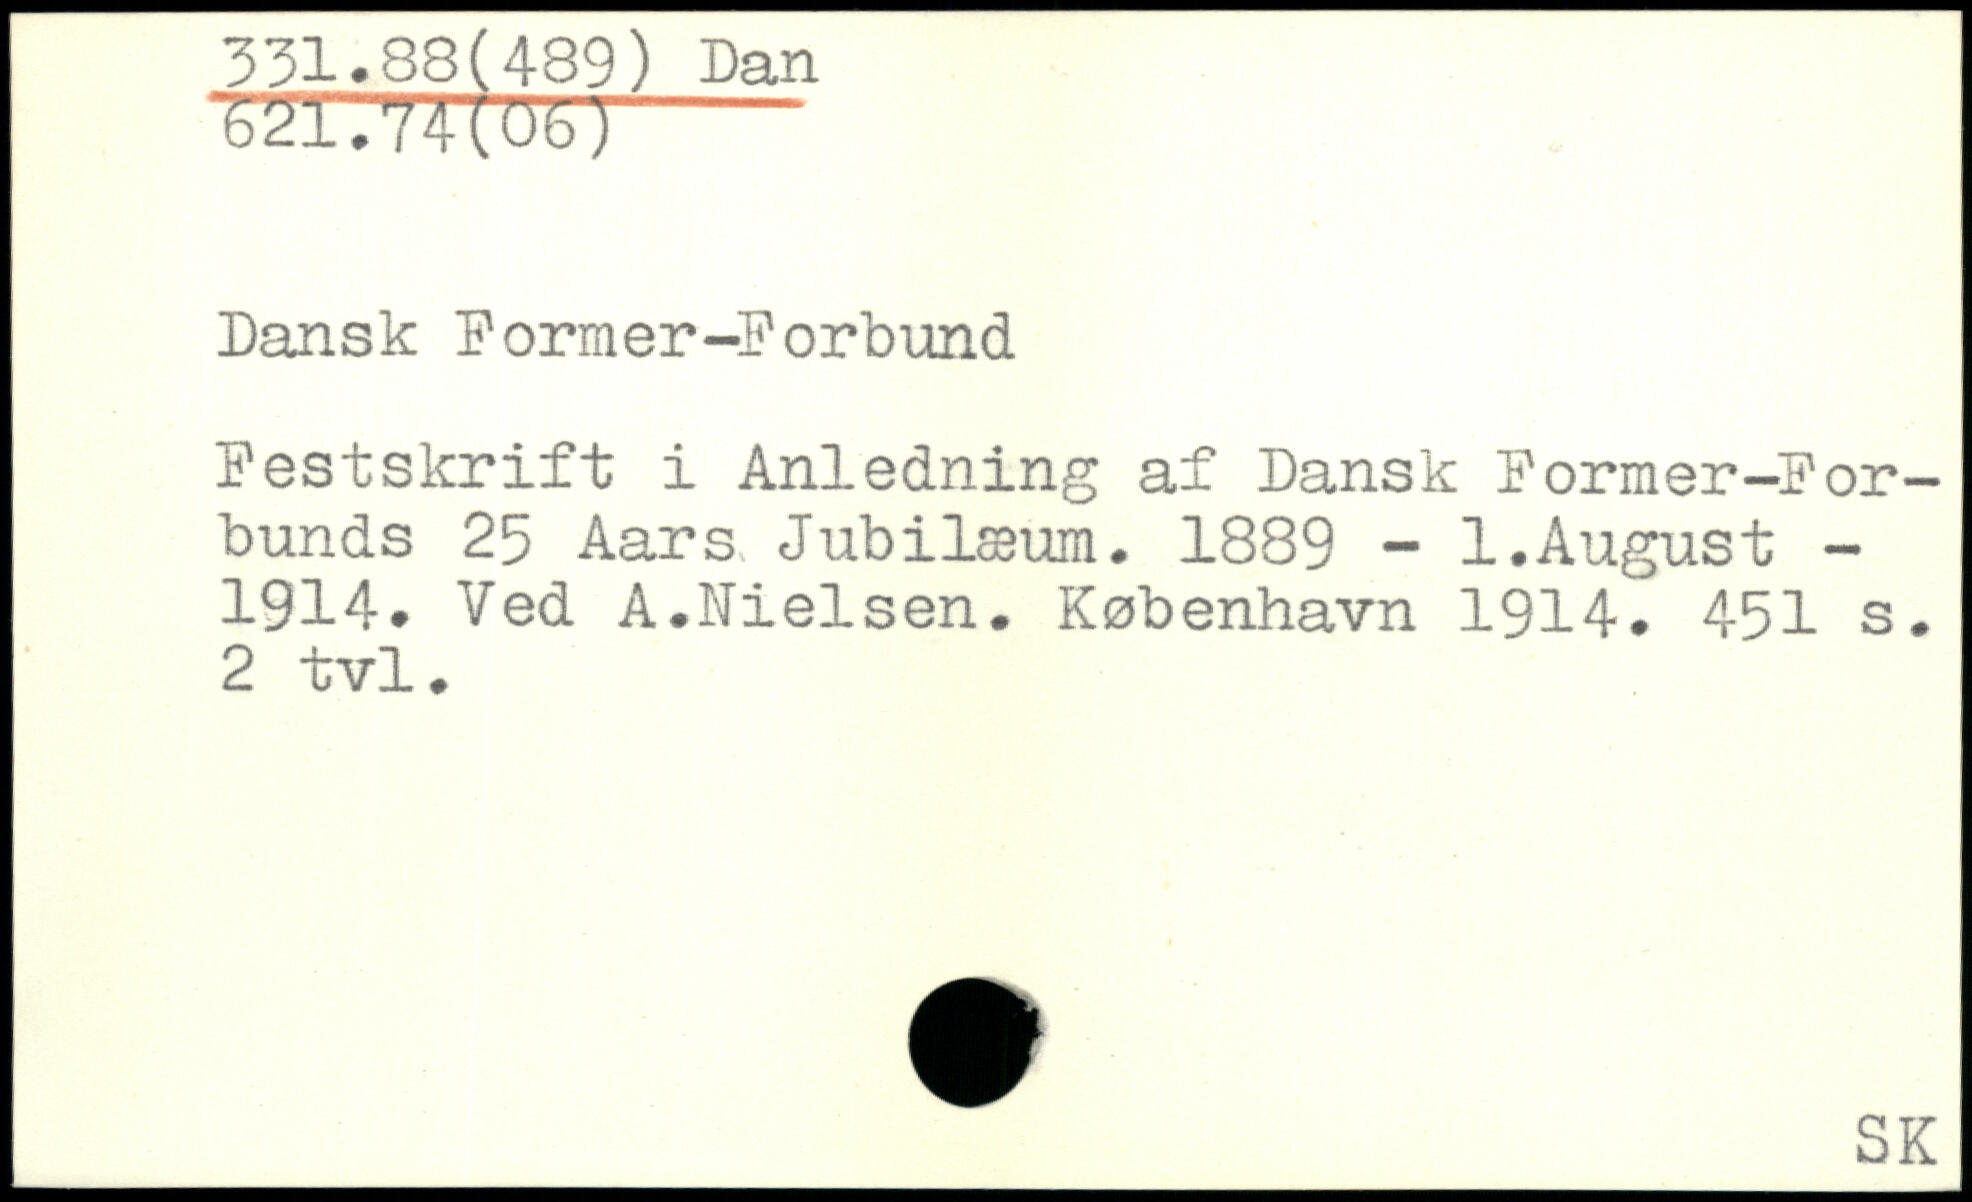 331.88(489) Dan
621.74(06)
Dansk Former-Forbund
Festskrift i Anledning af Dansk Former-For-
bunds 25 Aars Jubilæum. 1889 - 1.August -
1914. Ved A.Nielsen. København 1914. 451 s.
2 tvl.
SK